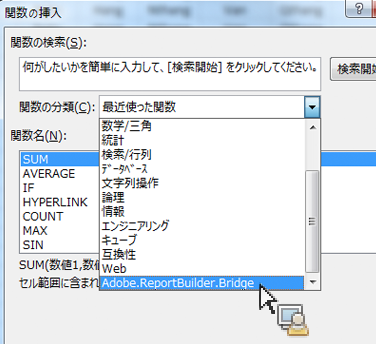 関数の挿入
関数の検索(S):
何がしたいかを簡単に入力して、[検索開始] をクリックしてください。
検索開始
関数の分類(C):
最近使った関数
数学/三角
統計
検索/行列
データベース
文字列操作
論理
情報
エンジニアリング
キューブ
互換性
Web
Adobe.ReportBuilder.Bridge
関数名(N):
SUM
AVERAGE
IF
HYPERLINK
COUNT
MAX
SIN
SUM(数値1,数値
セル範囲に含まれ